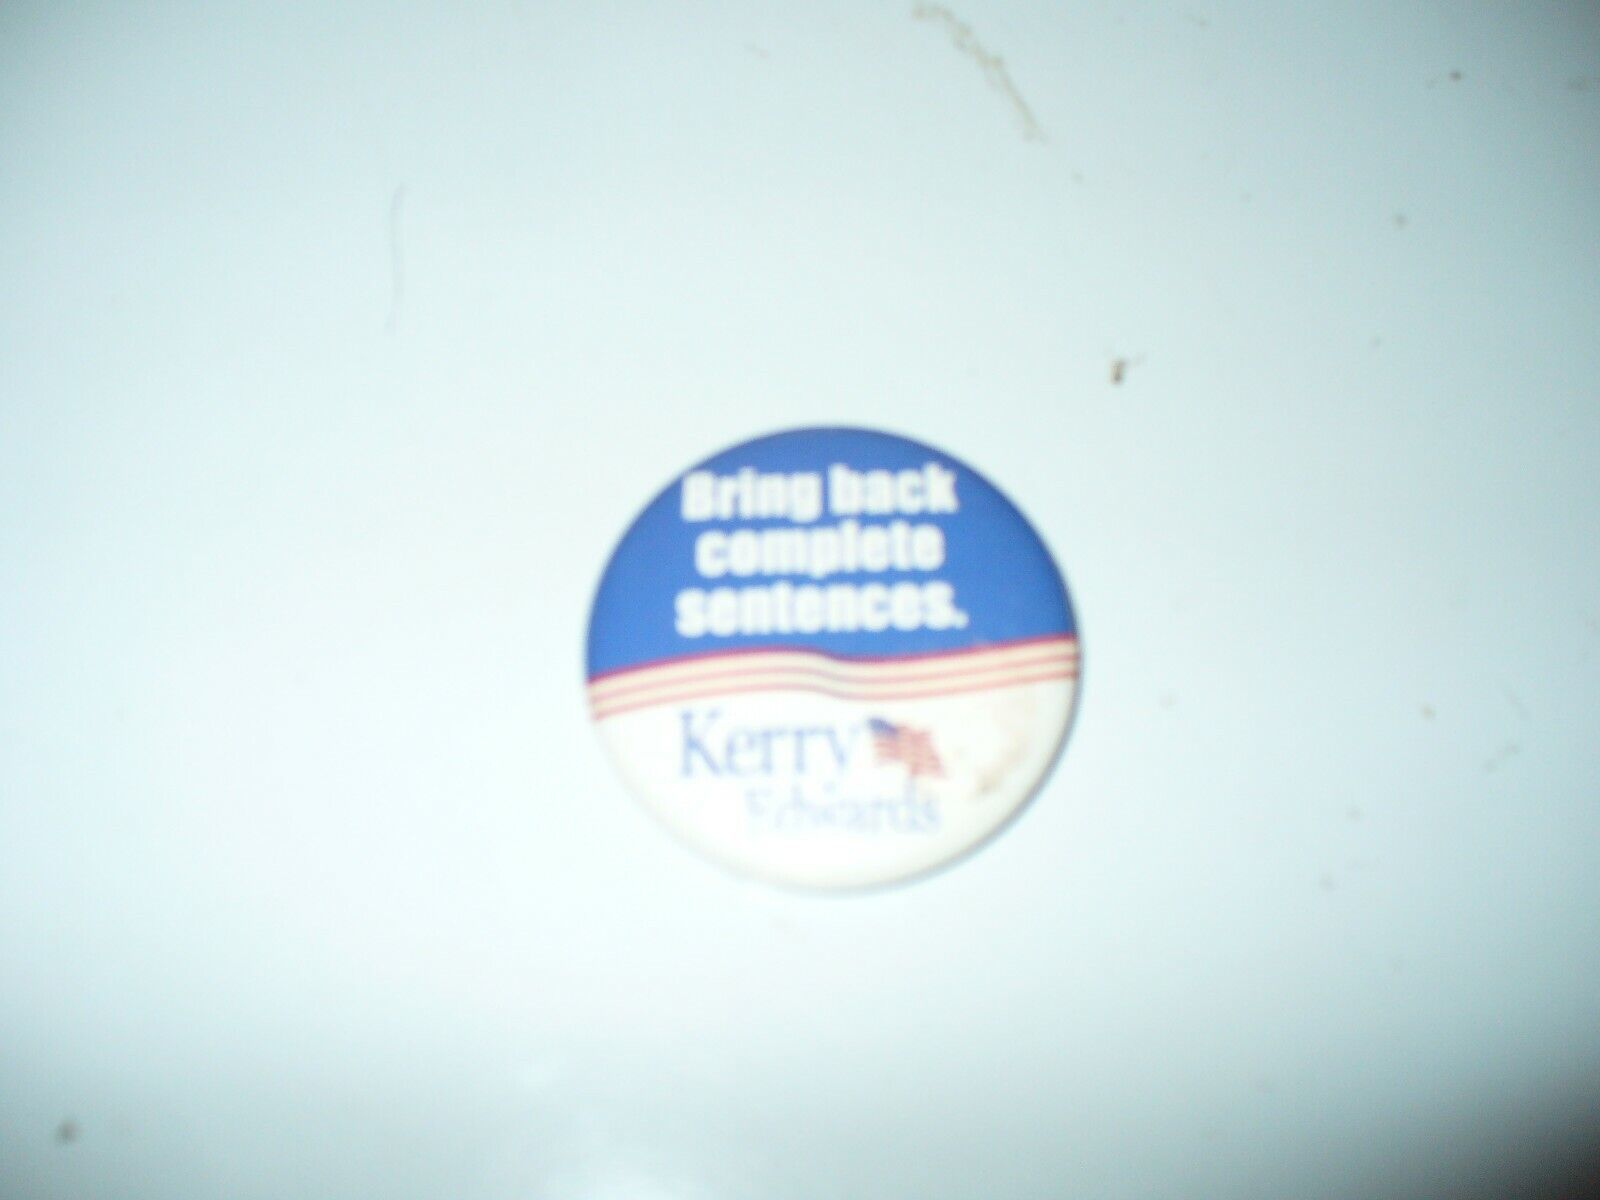 Bring back
complete
sentences.
Kerry
Edwards